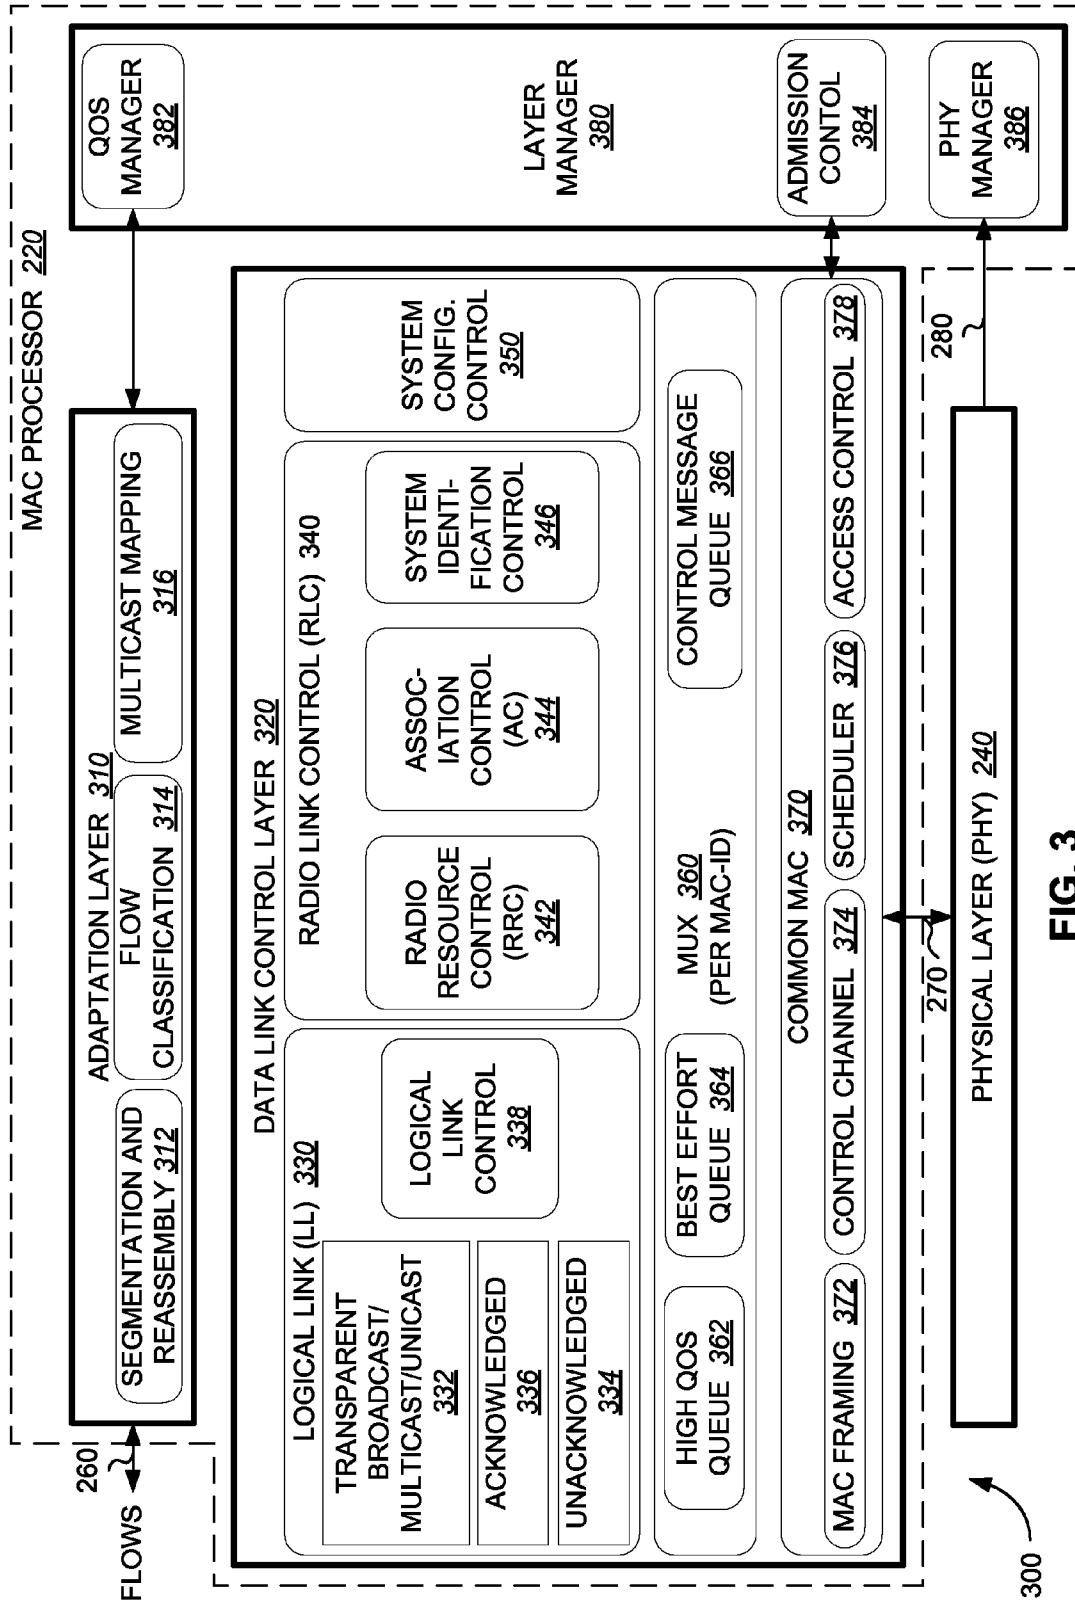 MAC PROCESSOR 220
FLOWS
260
ADAPTATION LAYER 310
SEGMENTATION AND
REASSEMBLY 312
FLOW
CLASSIFICATION 314
MULTICAST MAPPING
316
QOS
MANAGER
382
LAYER
MANAGER
380
ADMISSION
CONTOL
384
PHY
MANAGER
386
DATA LINK CONTROL LAYER 320
LOGICAL LINK (LL) 330
TRANSPARENT
BROADCAST/
MULTICAST/UNICAST
332
ACKNOWLEDGED
336
UNACKNOWLEDGED
334
LOGICAL
LINK
CONTROL
338
RADIO LINK CONTROL (RLC) 340
RADIO
RESOURCE
CONTROL
(RRC)
342
ASSOC-
IATION
CONTROL
(AC)
344
SYSTEM
IDENTI-
FICATION
CONTROL
346
SYSTEM
CONFIG.
CONTROL
350
HIGH QOS
QUEUE 362
BEST EFFORT
QUEUE 364
MUX 360
(PER MAC-ID)
CONTROL MESSAGE
QUEUE 366
COMMON MAC 370
MAC FRAMING 372
CONTROL CHANNEL 374
SCHEDULER 376
ACCESS CONTROL 378
270
280
PHYSICAL LAYER (PHY) 240
300
FIG. 3